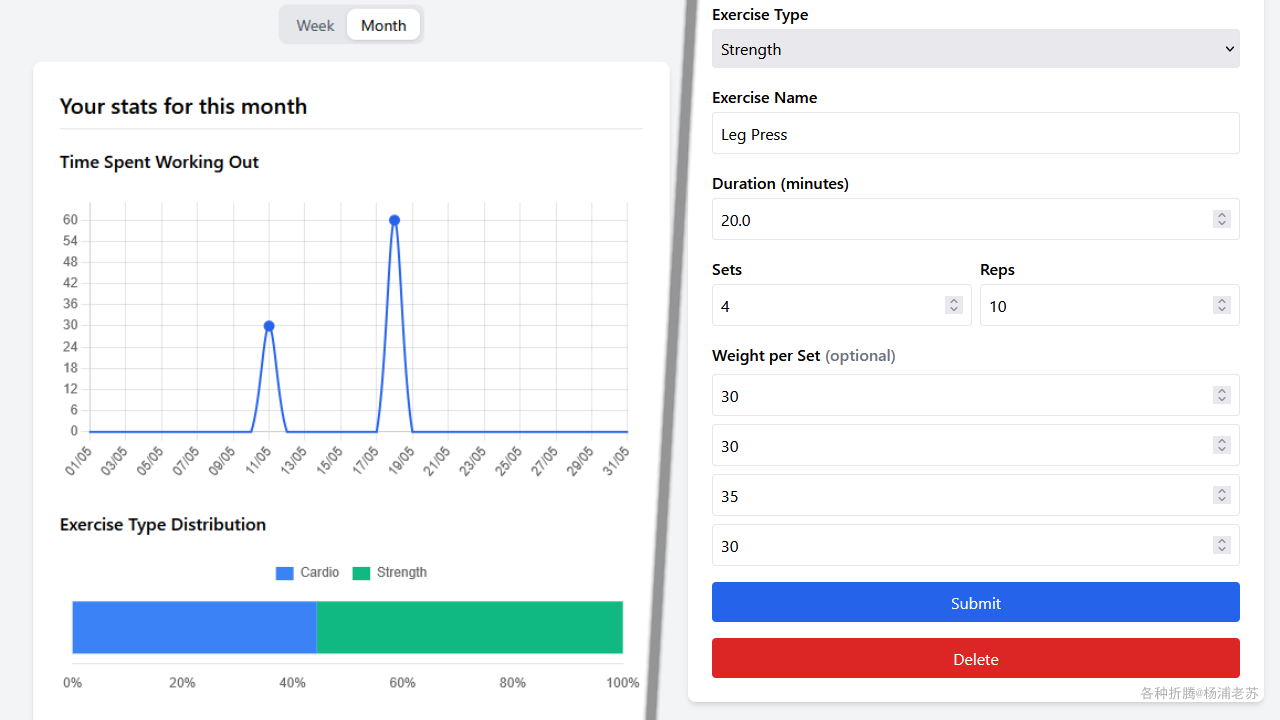 Week Month
Your stats for this month
Time Spent Working Out
60
54
48
42
36
30
24
18
12
6
0
01/05 03/05 05/05 07/05 09/05 11/05 13/05 15/05 17/05 19/05 21/05 23/05 25/05 27/05 29/05 31/05
Exercise Type Distribution
Cardio Strength
0% 20% 40% 60% 80% 100%
Exercise Type
Strength
Exercise Name
Leg Press
Duration (minutes)
20.0
Sets Reps
4 10
Weight per Set (optional)
30
30
35
30
Submit
Delete
各种折腾@杨浦老苏